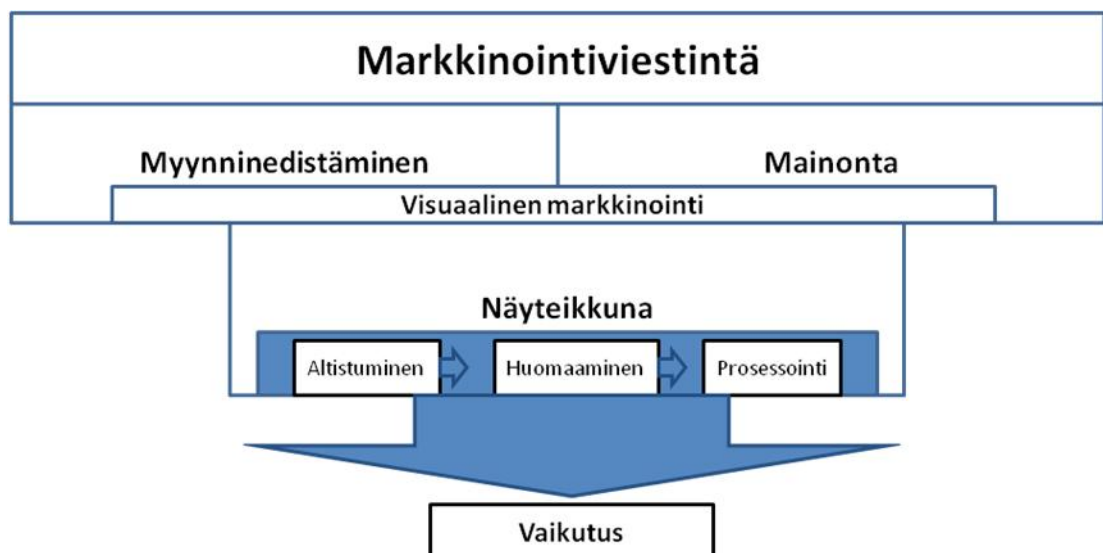 Markkinointiviestintä
Myynninedistäminen
Mainonta
Visuaalinen markkinointi
Näyteikkuna
Altistuminen
Huomaaminen
Prosessointi
Vaikutus